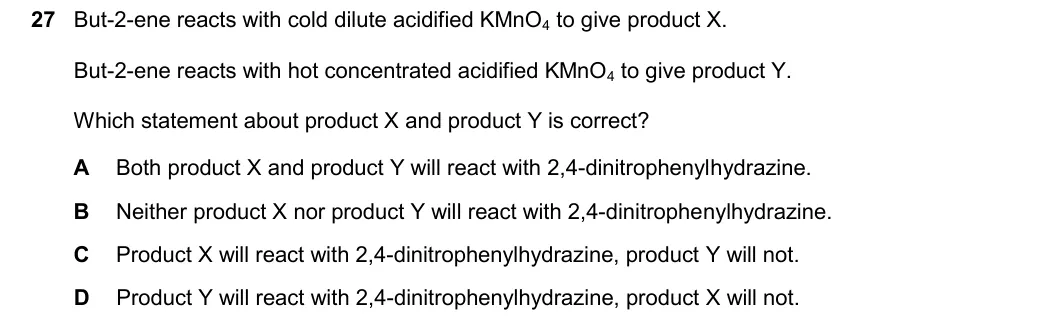 27 But-2-ene reacts with cold dilute acidified KMnO₄ to give product X.
But-2-ene reacts with hot concentrated acidified KMnO₄ to give product Y.
Which statement about product X and product Y is correct?
A Both product X and product Y will react with 2,4-dinitrophenylhydrazine.
B Neither product X nor product Y will react with 2,4-dinitrophenylhydrazine.
C Product X will react with 2,4-dinitrophenylhydrazine, product Y will not.
D Product Y will react with 2,4-dinitrophenylhydrazine, product X will not.